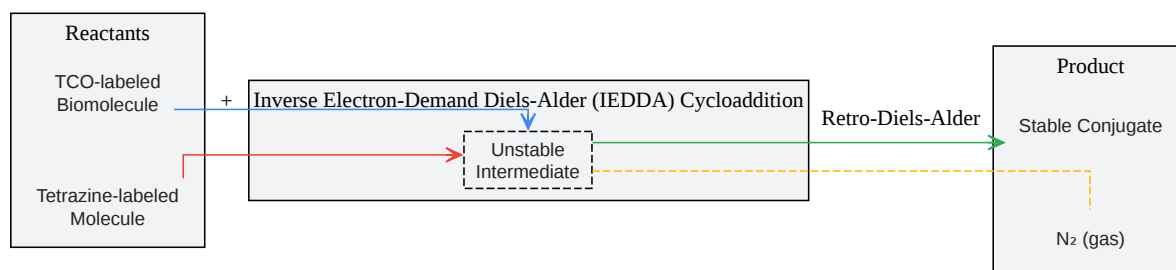 Reactants
TCO-labeled
Biomolecule
Tetrazine-labeled
Molecule
+
Inverse Electron-Demand Diels-Alder (IEDDA) Cycloaddition
Unstable
Intermediate
Retro-Diels-Alder
Product
Stable Conjugate
N₂ (gas)